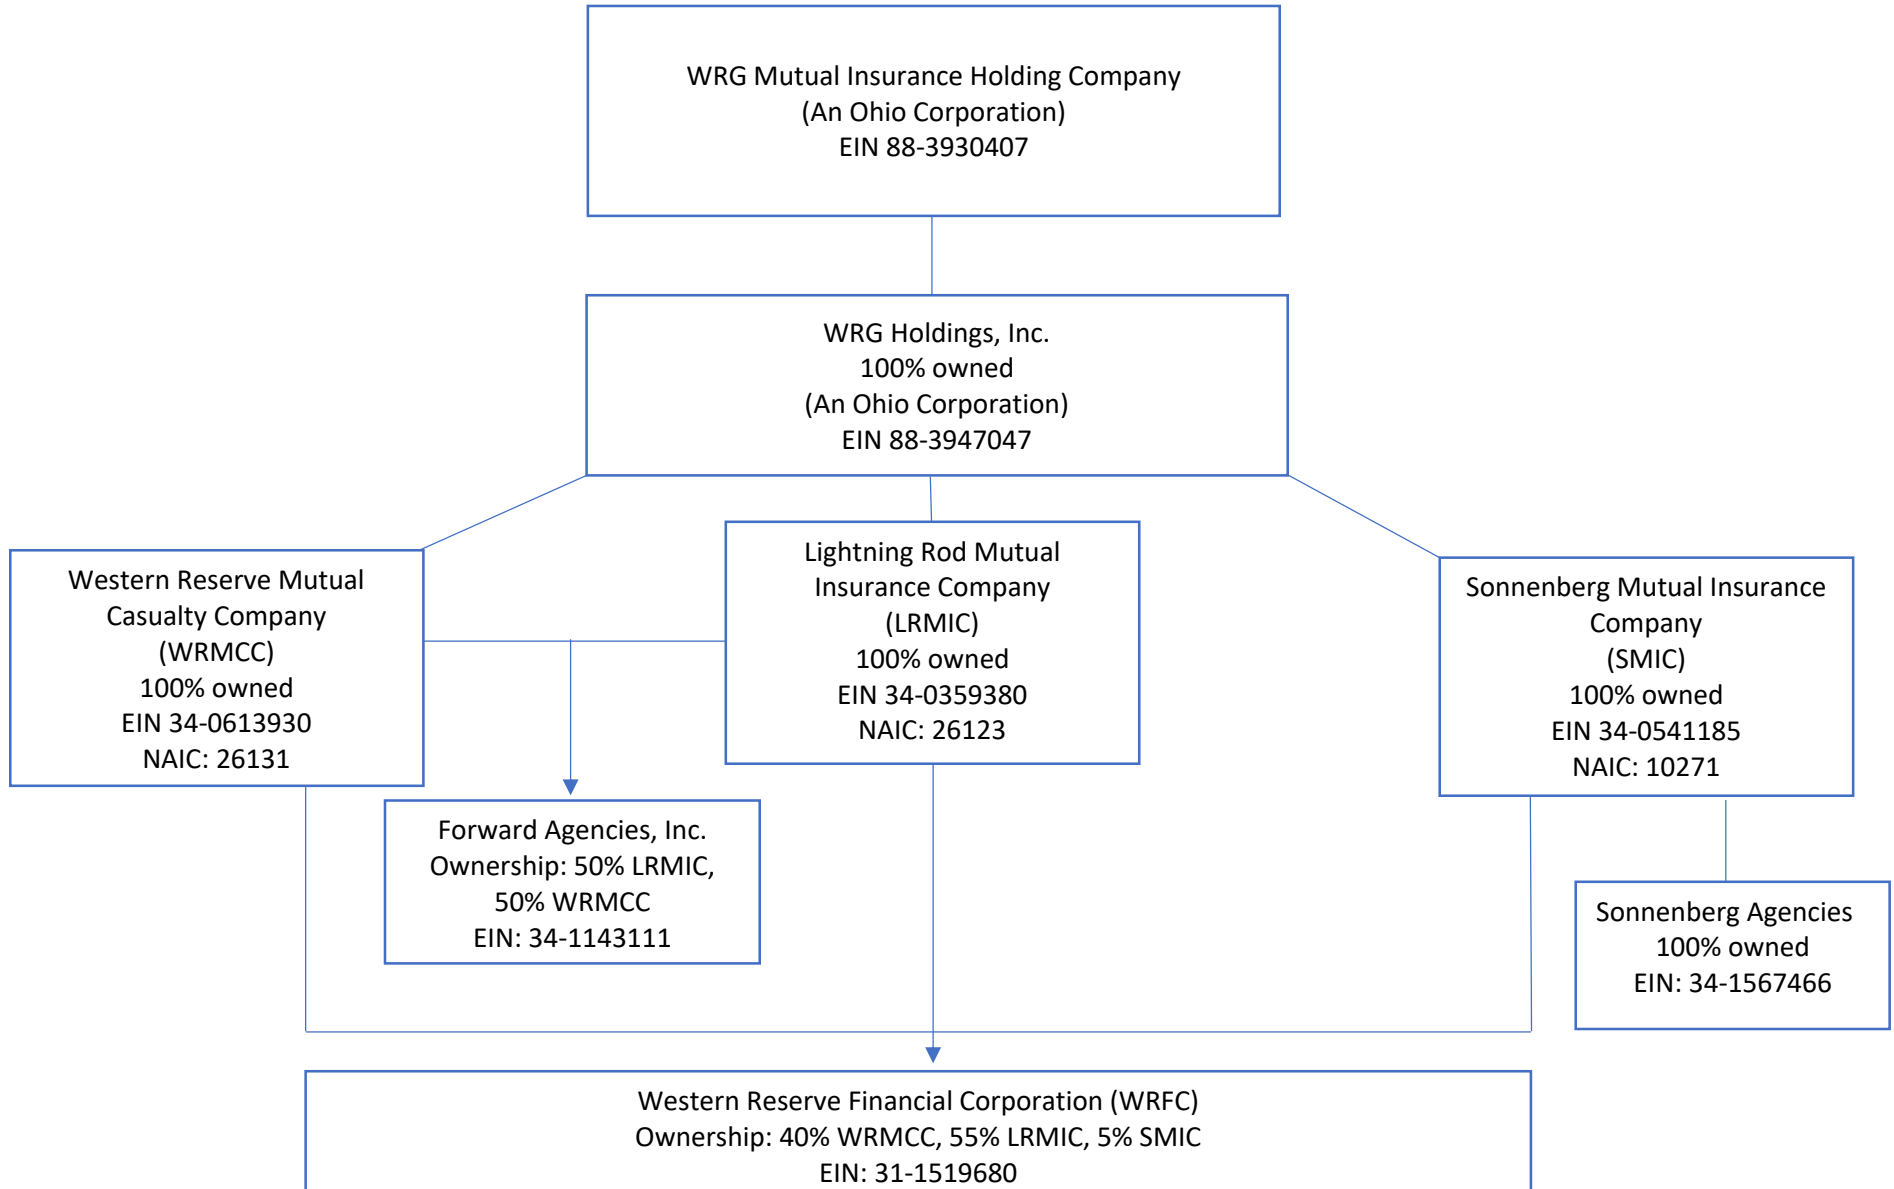 WRG Mutual Insurance Holding Company
(An Ohio Corporation)
EIN 88-3930407
WRG Holdings, Inc.
100% owned
(An Ohio Corporation)
EIN 88-3947047
Western Reserve Mutual
Casualty Company
(WRMCC)
100% owned
EIN 34-0613930
NAIC: 26131
Lightning Rod Mutual
Insurance Company
(LRMIC)
100% owned
EIN 34-0359380
NAIC: 26123
Sonnenberg Mutual Insurance
Company
(SMIC)
100% owned
EIN 34-0541185
NAIC: 10271
Forward Agencies, Inc.
Ownership: 50% LRMIC,
50% WRMCC
EIN: 34-1143111
Sonnenberg Agencies
100% owned
EIN: 34-1567466
Western Reserve Financial Corporation (WRFC)
Ownership: 40% WRMCC, 55% LRMIC, 5% SMIC
EIN: 31-1519680